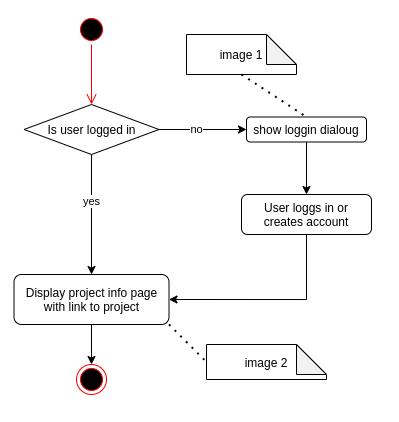 image 1
Is user logged in
no
show loggin dialoug
yes
User loggs in or
creates account
Display project info page
with link to project
image 2